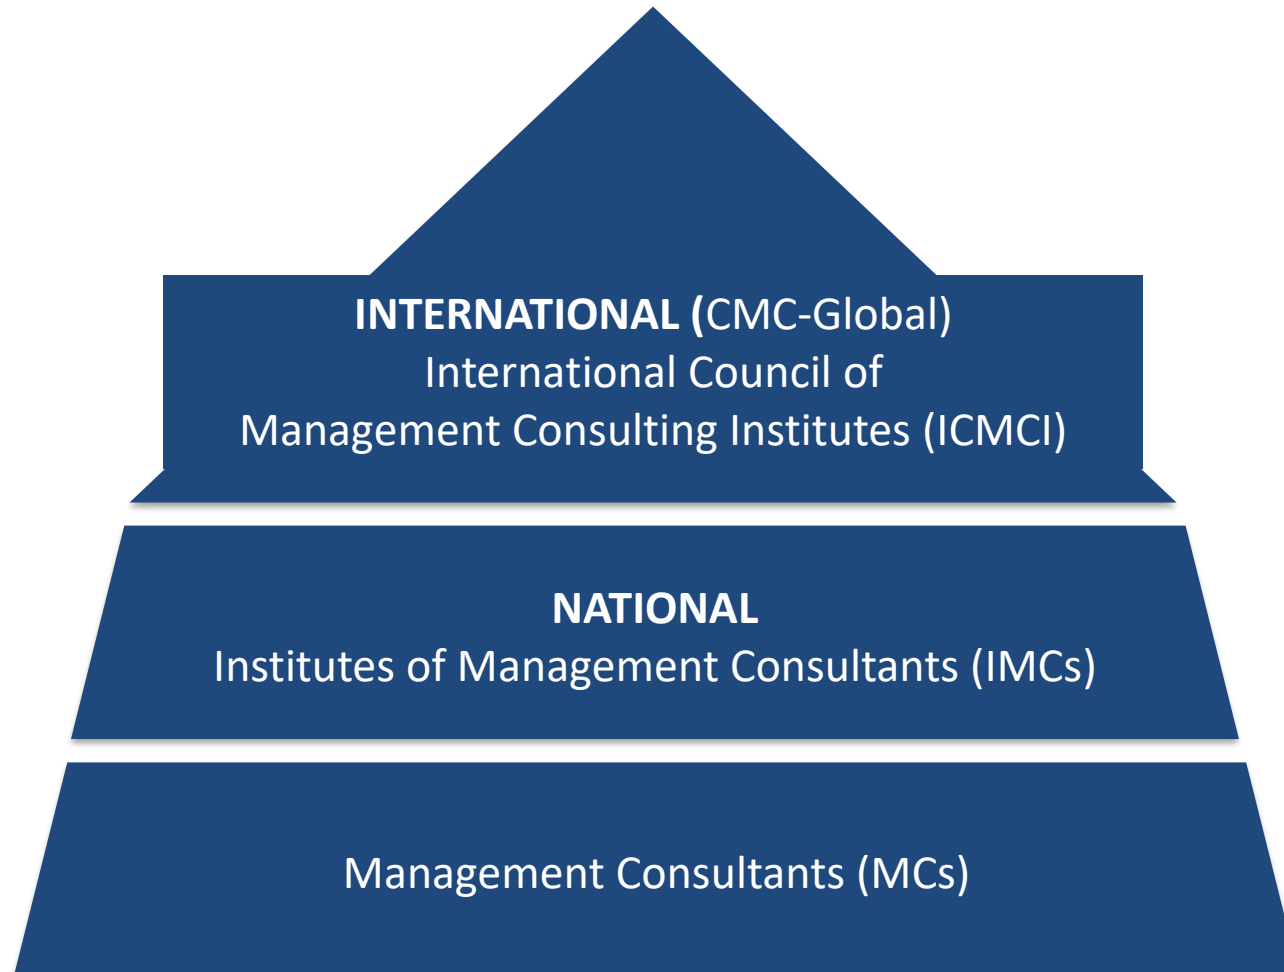 INTERNATIONAL (CMC-Global)
International Council of
Management Consulting Institutes (ICMCI)
NATIONAL
Institutes of Management Consultants (IMCs)
Management Consultants (MCs)